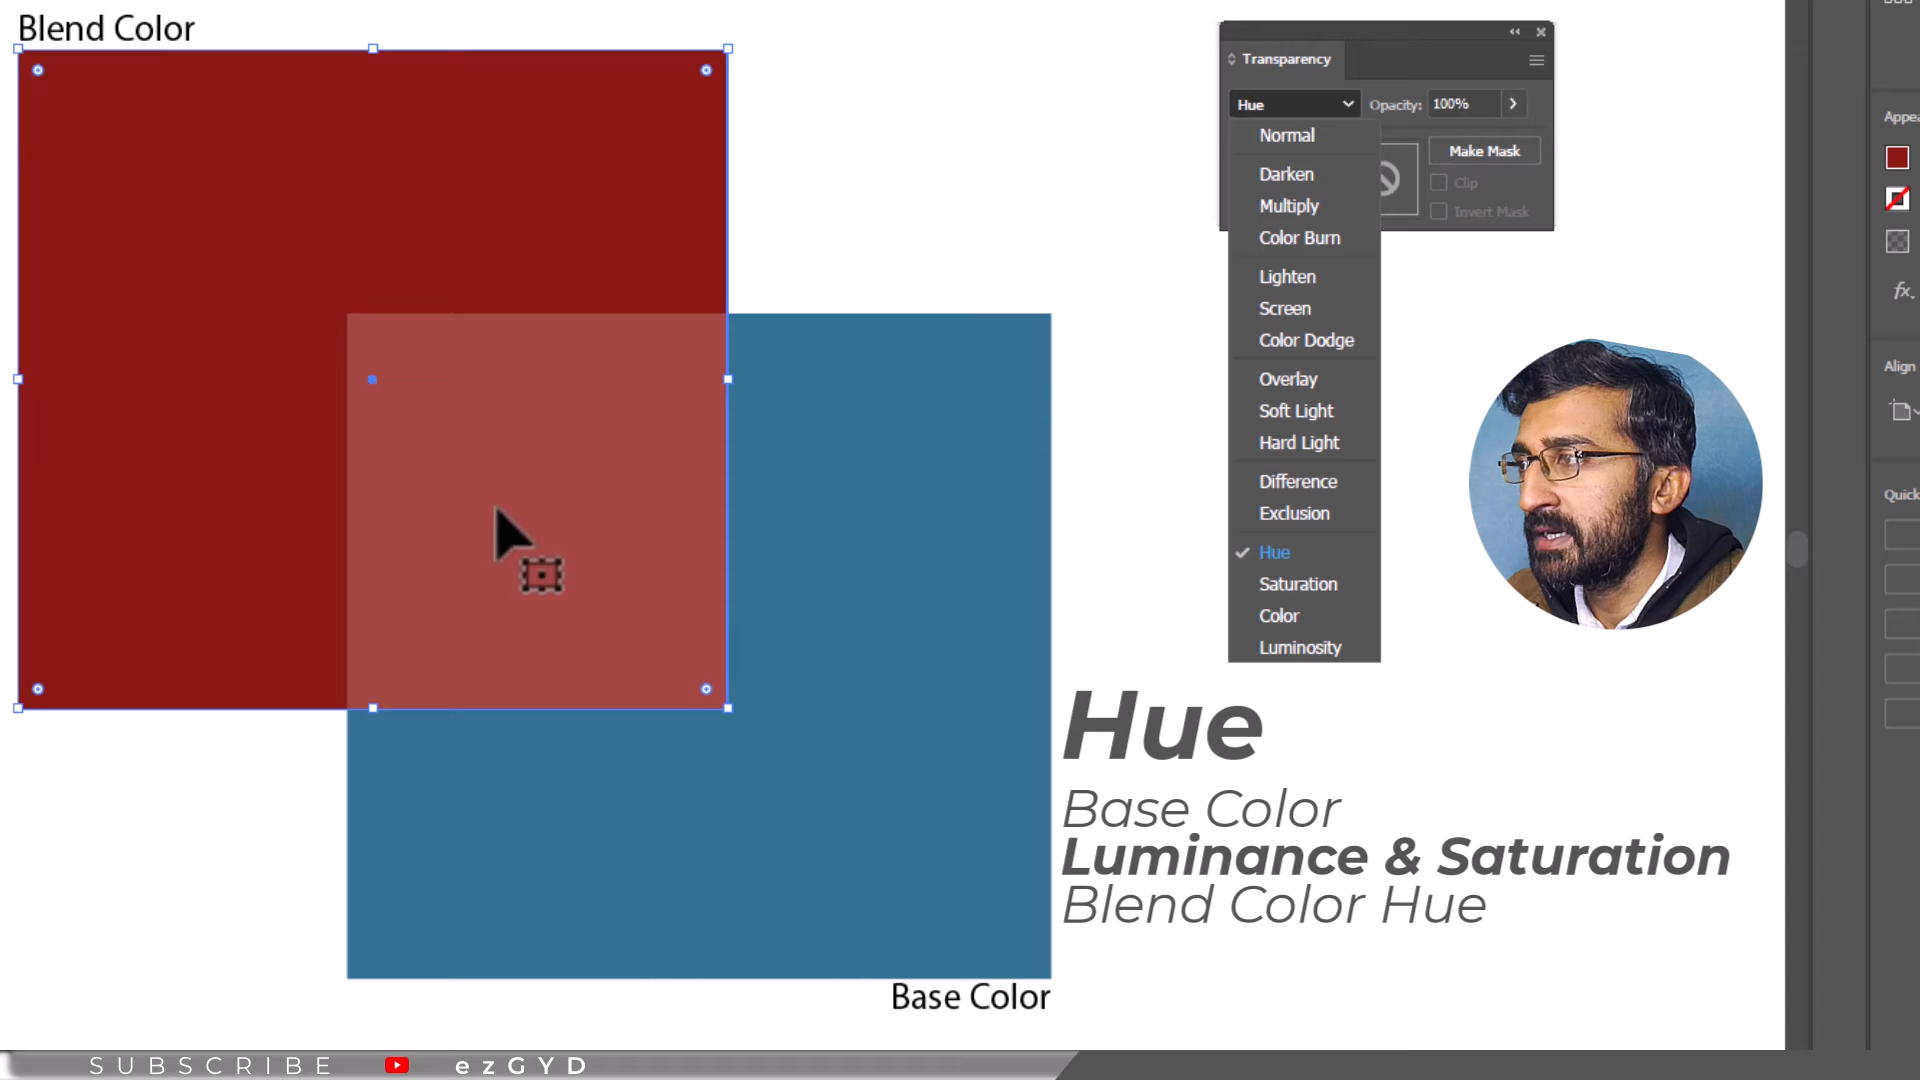 Blend Color
Transparency
Hue
Opacity:
100%
Normal
Darken
Multiply
Color Burn
Lighten
Screen
Color Dodge
Overlay
Soft Light
Hard Light
Difference
Exclusion
Hue
Saturation
Color
Luminosity
Make Mask
Clip
Invert Mask
Appea
fx.
Align
Quick
Hue
Base Color
Luminance & Saturation
Blend Color Hue
Base Color
SUBSCRIBE
ezGYD